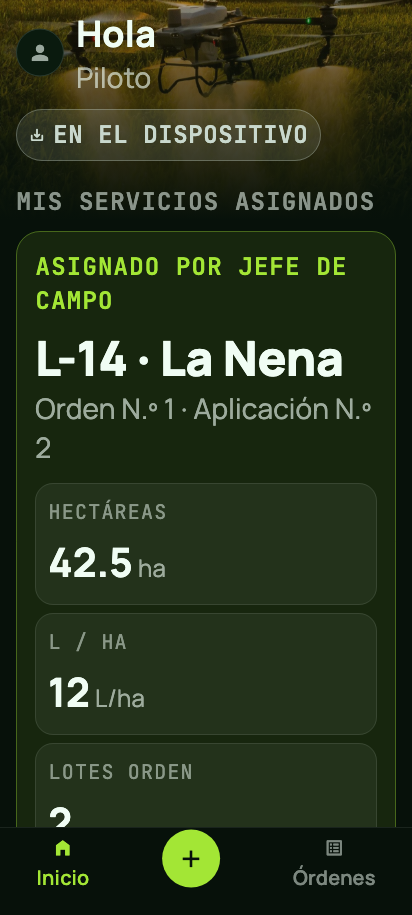 Hola
Piloto
EN EL DISPOSITIVO
MIS SERVICIOS ASIGNADOS
ASIGNADO POR JEFE DE
CAMPO
L-14 · La Nena
Orden N.º 1 · Aplicación N.º
2
HECTÁREAS
42.5 ha
L / HA
12 L/ha
LOTES ORDEN
2
Inicio
+
Órdenes